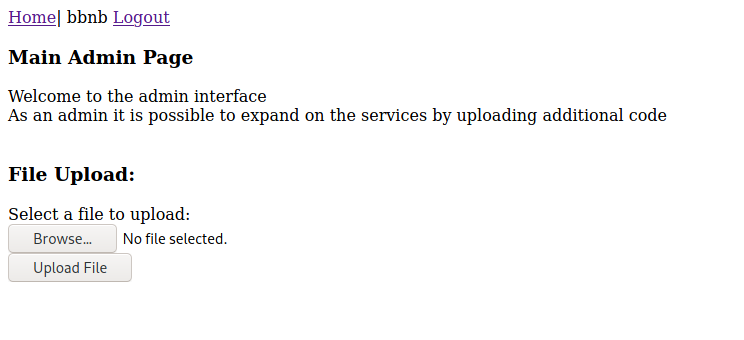 Home| bbnb Logout
Main Admin Page
Welcome to the admin interface
As an admin it is possible to expand on the services by uploading additional code
File Upload:
Select a file to upload:
Browse... No file selected.
Upload File